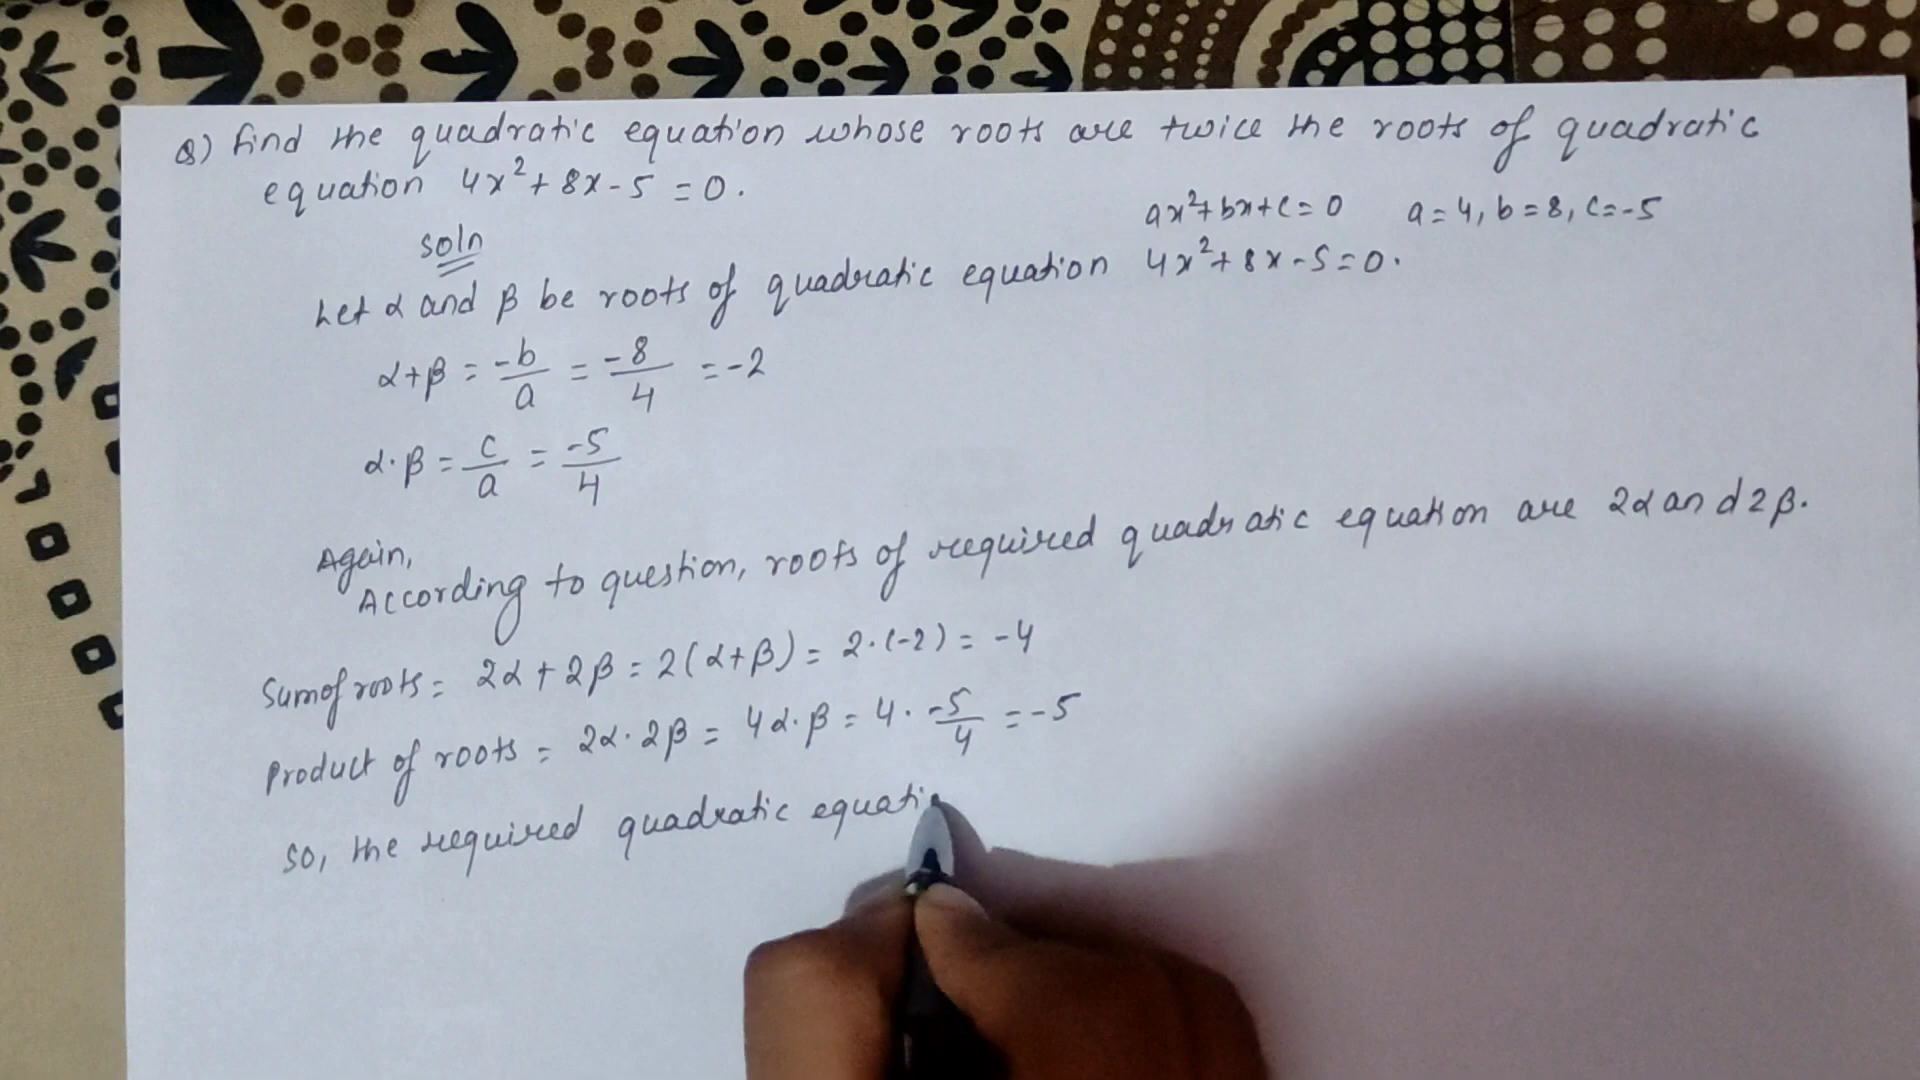 Q) find the quadratic equation whose roots are twice the roots of quadratic
equation 4x²+8x-5=0.
ax²+bx+c=0 a=4, b=8, c=-5
soln
Let α and β be roots of quadratic equation 4x²+8x-5=0.
α+β = -b/a = -8/4 = -2
α·β = c/a = -5/4
Again,
According to question, roots of required quadratic equation are 2α and 2β.
Sum of roots = 2α+2β = 2(α+β) = 2·(-2) = -4
Product of roots = 2α·2β = 4α·β = 4·-5/4 = -5
So, the required quadratic equati